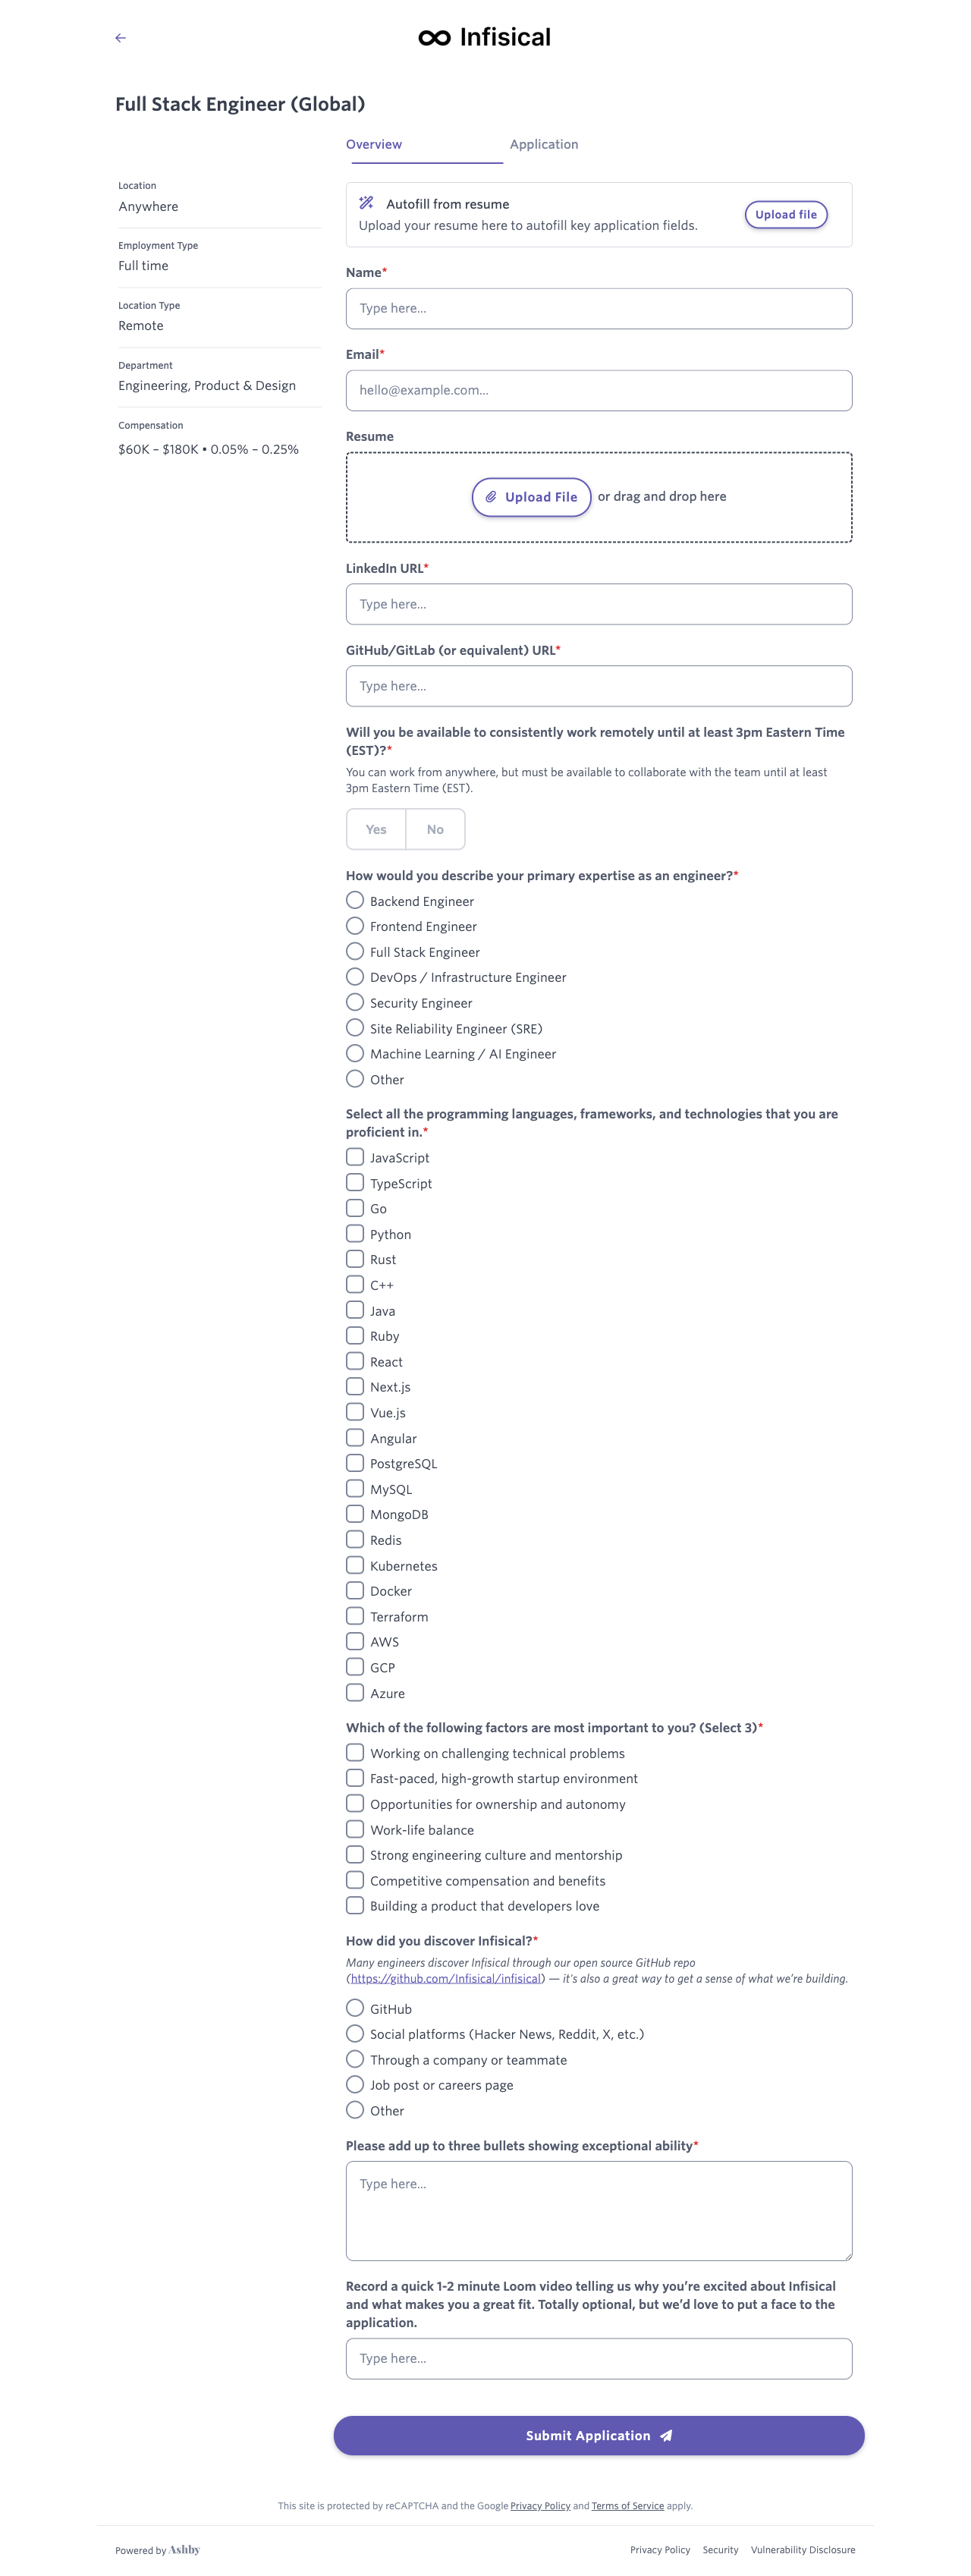 Infisical
Full Stack Engineer (Global)
Overview
Application
Location
Anywhere
Employment Type
Full time
Location Type
Remote
Department
Engineering, Product & Design
Compensation
$60K – $180K • 0.05% – 0.25%
Autofill from resume
Upload your resume here to autofill key application fields.
Upload file
Name*
Type here...
Email*
hello@example.com...
Resume
Upload File or drag and drop here
LinkedIn URL*
Type here...
GitHub/GitLab (or equivalent) URL*
Type here...
Will you be available to consistently work remotely until at least 3pm Eastern Time
(EST)?*
You can work from anywhere, but must be available to collaborate with the team until at least
3pm Eastern Time (EST).
Yes
No
How would you describe your primary expertise as an engineer?*
Backend Engineer
Frontend Engineer
Full Stack Engineer
DevOps / Infrastructure Engineer
Security Engineer
Site Reliability Engineer (SRE)
Machine Learning / AI Engineer
Other
Select all the programming languages, frameworks, and technologies that you are
proficient in.*
JavaScript
TypeScript
Go
Python
Rust
C++
Java
Ruby
React
Next.js
Vue.js
Angular
PostgreSQL
MySQL
MongoDB
Redis
Kubernetes
Docker
Terraform
AWS
GCP
Azure
Which of the following factors are most important to you? (Select 3)*
Working on challenging technical problems
Fast-paced, high-growth startup environment
Opportunities for ownership and autonomy
Work-life balance
Strong engineering culture and mentorship
Competitive compensation and benefits
Building a product that developers love
How did you discover Infisical?*
Many engineers discover Infisical through our open source GitHub repo
(https://github.com/Infisical/infisical) — it's also a great way to get a sense of what we're building.
GitHub
Social platforms (Hacker News, Reddit, X, etc.)
Through a company or teammate
Job post or careers page
Other
Please add up to three bullets showing exceptional ability*
Type here...
Record a quick 1-2 minute Loom video telling us why you're excited about Infisical
and what makes you a great fit. Totally optional, but we'd love to put a face to the
application.
Type here...
Submit Application
This site is protected by reCAPTCHA and the Google Privacy Policy and Terms of Service apply.
Powered by Ashby
Privacy Policy
Security
Vulnerability Disclosure